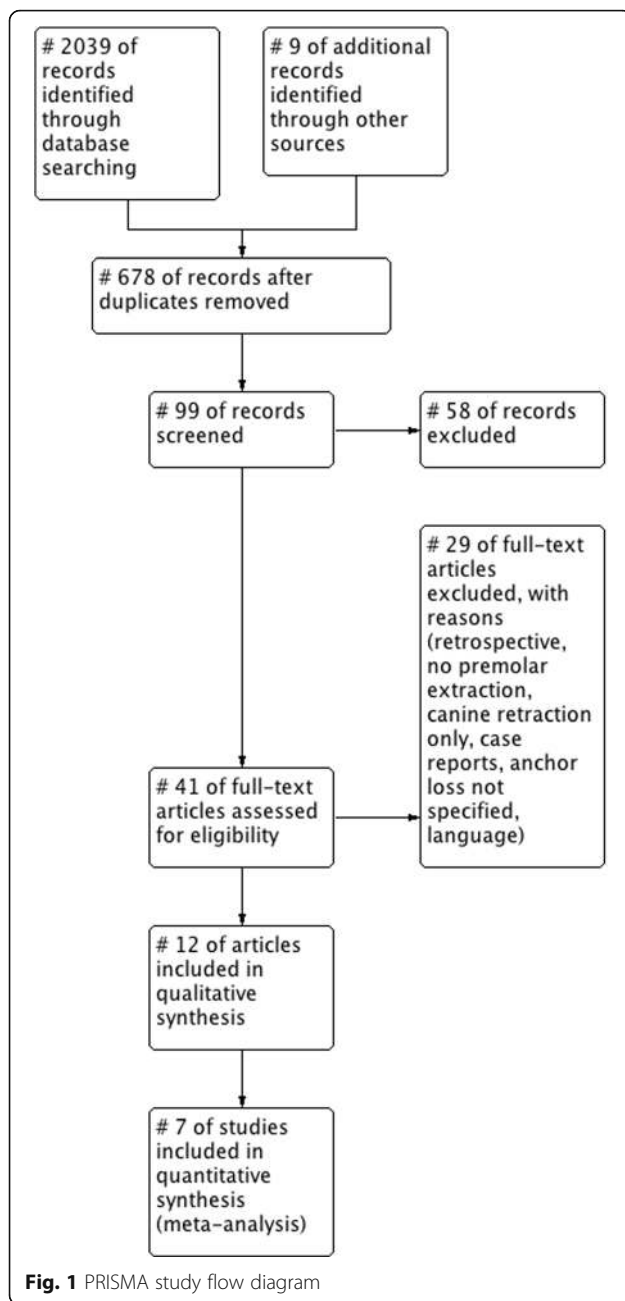 # 2039 of
records
identified
through
database
searching
# 9 of additional
records
identified
through other
sources
# 678 of records after
duplicates removed
# 99 of records
screened
# 58 of records
excluded
# 29 of full-text
articles
excluded, with
reasons
(retrospective,
no premolar
extraction,
canine retraction
only, case
reports, anchor
loss not
specified,
language)
# 41 of full-text
articles assessed
for eligibility
# 12 of articles
included in
qualitative
synthesis
# 7 of studies
included in
quantitative
synthesis
(meta-analysis)
Fig. 1 PRISMA study flow diagram